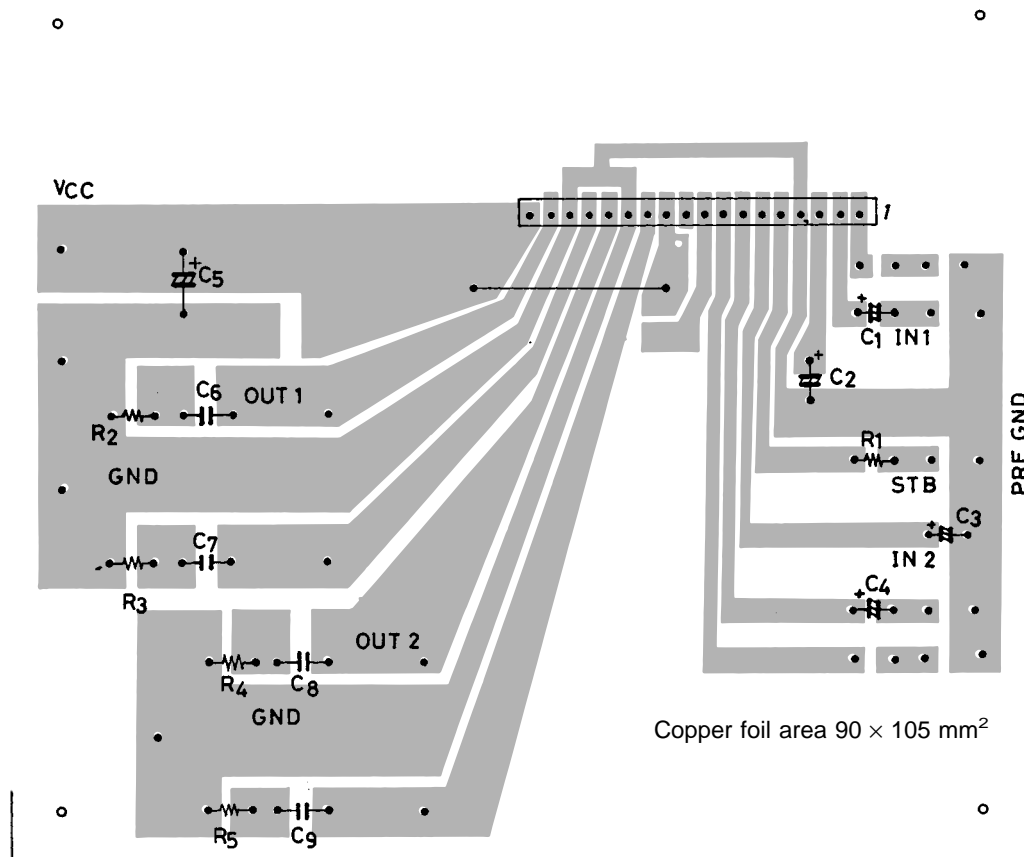 VCC
1
C5
C1 IN1
C6
OUT 1
C2
R2
R1
PRE GND
GND
STB
C3
C7
IN 2
C4
R3
OUT 2
R4
C8
GND
Copper foil area 90 × 105 mm²
R5
C9